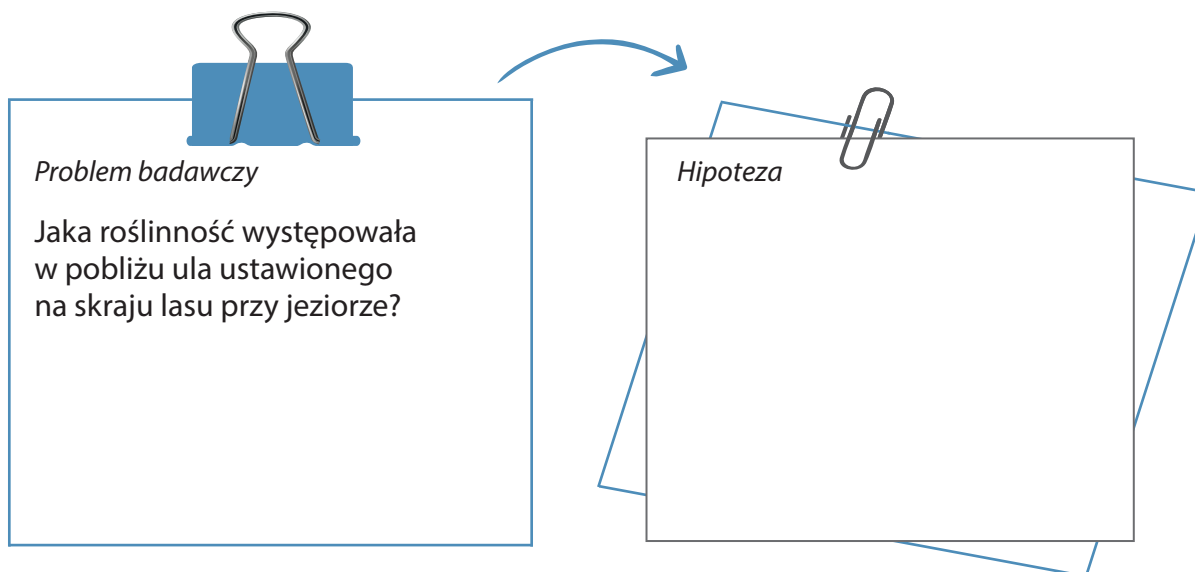 Problem badawczy
Jaka roślinność występowała
w pobliżu ula ustawionego
na skraju lasu przy jeziorze?
Hipoteza